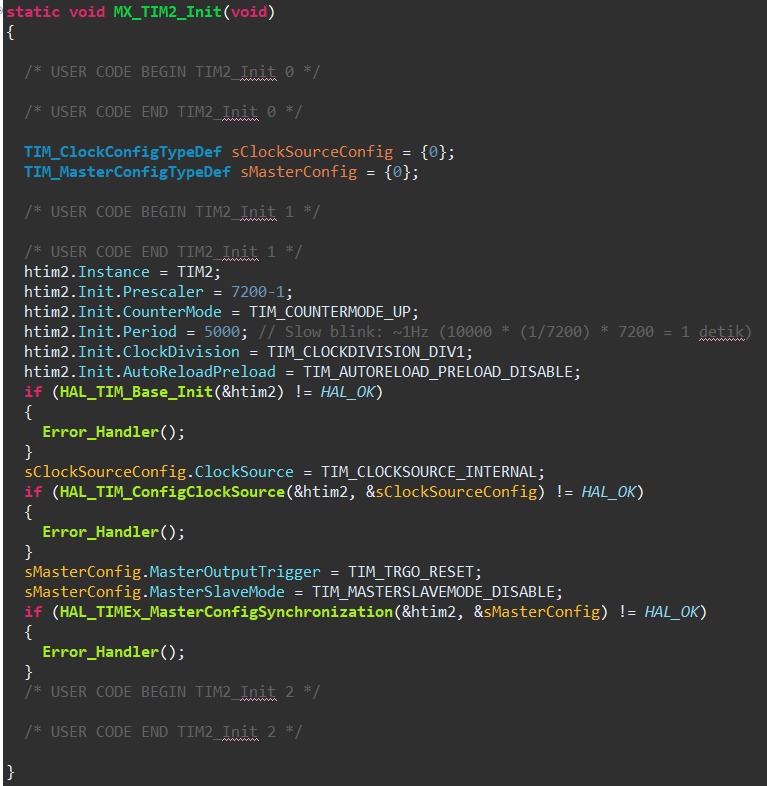 static void MX_TIM2_Init(void)
{
/* USER CODE BEGIN TIM2_Init 0 */
/* USER CODE END TIM2_Init 0 */
TIM_ClockConfigTypeDef sClockSourceConfig = {0};
TIM_MasterConfigTypeDef sMasterConfig = {0};
/* USER CODE BEGIN TIM2_Init 1 */
/* USER CODE END TIM2_Init 1 */
htim2.Instance = TIM2;
htim2.Init.Prescaler = 7200-1;
htim2.Init.CounterMode = TIM_COUNTERMODE_UP;
htim2.Init.Period = 5000; // Slow blink: ~1Hz (10000 * (1/7200) * 7200 = 1 detik)
htim2.Init.ClockDivision = TIM_CLOCKDIVISION_DIV1;
htim2.Init.AutoReloadPreload = TIM_AUTORELOAD_PRELOAD_DISABLE;
if (HAL_TIM_Base_Init(&htim2) != HAL_OK)
{
Error_Handler();
}
sClockSourceConfig.ClockSource = TIM_CLOCKSOURCE_INTERNAL;
if (HAL_TIM_ConfigClockSource(&htim2, &sClockSourceConfig) != HAL_OK)
{
Error_Handler();
}
sMasterConfig.MasterOutputTrigger = TIM_TRGO_RESET;
sMasterConfig.MasterSlaveMode = TIM_MASTERSLAVEMODE_DISABLE;
if (HAL_TIMEx_MasterConfigSynchronization(&htim2, &sMasterConfig) != HAL_OK)
{
Error_Handler();
}
/* USER CODE BEGIN TIM2_Init 2 */
/* USER CODE END TIM2_Init 2 */
}